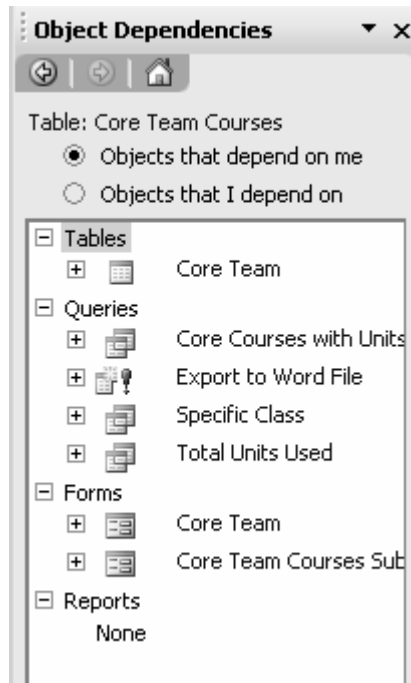 Object Dependencies
Table: Core Team Courses
Objects that depend on me
Objects that I depend on
Tables
Core Team
Queries
Core Courses with Units
Export to Word File
Specific Class
Total Units Used
Forms
Core Team
Core Team Courses Sub
Reports
None